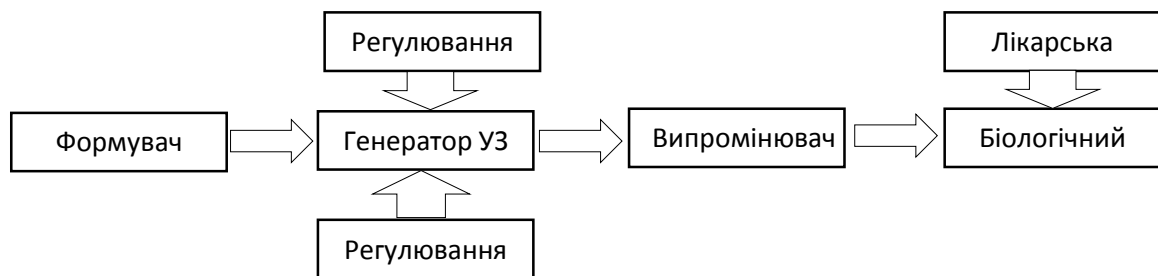 Регулювання
Лікарська
Формувач
Генератор УЗ
Випромінювач
Біологічний
Регулювання